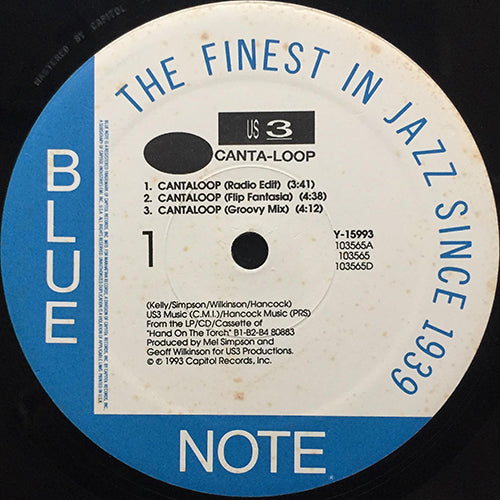 MASTERED BY CAPITOL
THE FINEST IN JAZZ SINCE 1939
BLUE
NOTE
US 3
CANTA-LOOP
1. CANTALOOP (Radio Edit) (3:41)
2. CANTALOOP (Flip Fantasia) (4:38)
3. CANTALOOP (Groovy Mix) (4:12)
1
Y-15993
103565A
103565
103565D
(Kelly/Simpson/Wilkinson/Hancock)
US3 Music (C.M.I.)/Hancock Music (PRS)
From the LP/CD/Cassette of
"Hand On The Torch" B1-B2-B4 80883
Produced by Mel Simpson and
Geoff Wilkinson for US3 Productions.
© ℗ 1993 Capitol Records, Inc.
®